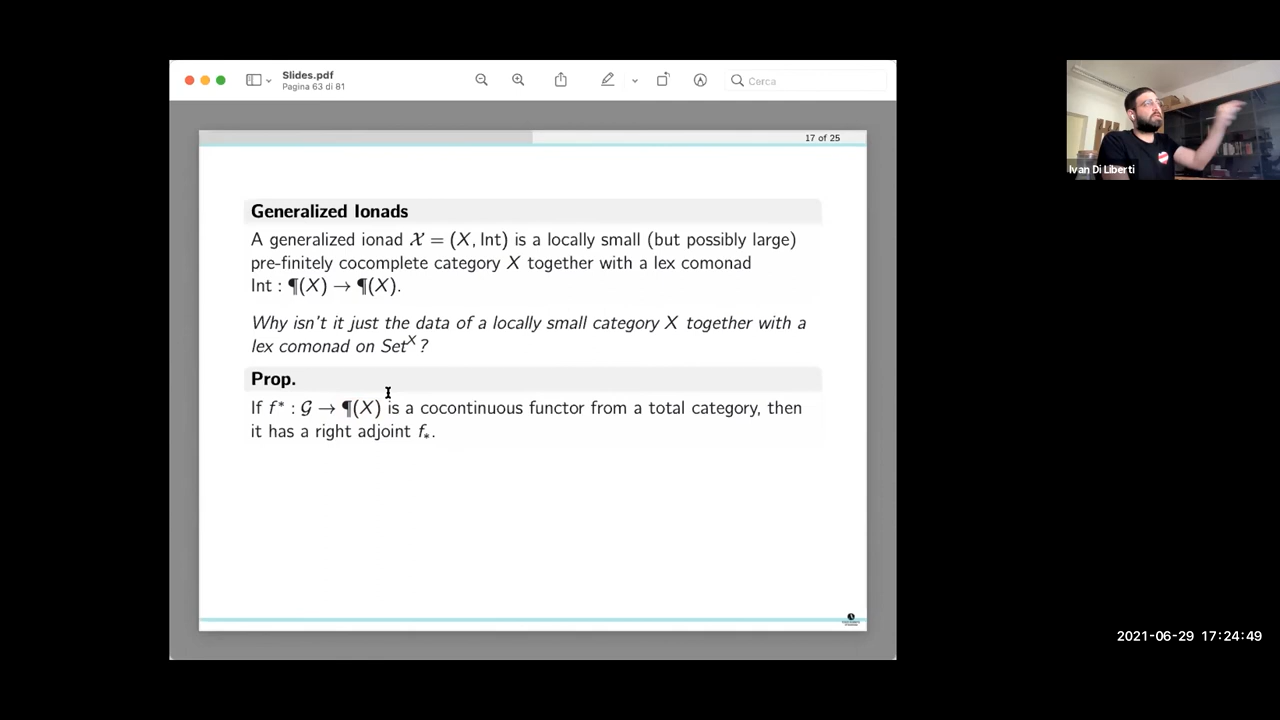 Slides.pdf
Pagina 63 di 81
Cerca
17 of 25
Generalized Ionads
A generalized ionad 𝒳 = (X, Int) is a locally small (but possibly large)
pre-finitely cocomplete category X together with a lex comonad
Int : ¶(X) → ¶(X).
Why isn't it just the data of a locally small category X together with a
lex comonad on Set^X ?
Prop.
If f* : 𝒢 → ¶(X) is a cocontinuous functor from a total category, then
it has a right adjoint f_*.
Ivan Di Liberti
2021-06-29 17:24:49